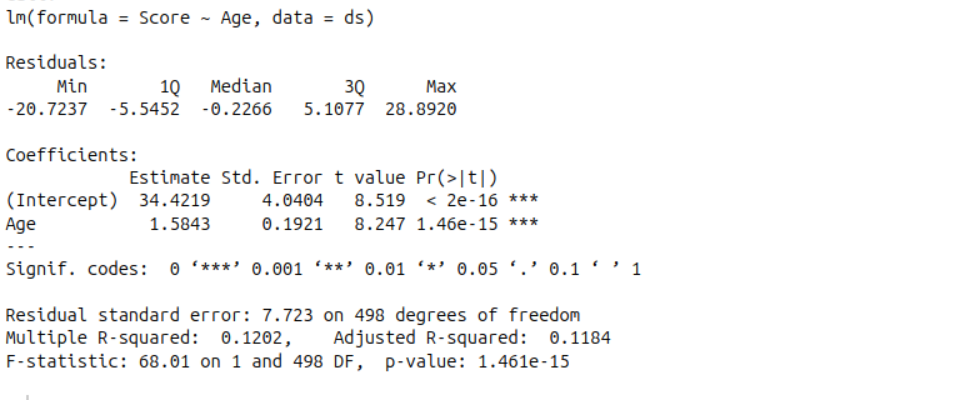 lm(formula = Score ~ Age, data = ds)
Residuals:
Min 1Q Median 3Q Max
-20.7237 -5.5452 -0.2266 5.1077 28.8920
Coefficients:
Estimate Std. Error t value Pr(>|t|)
(Intercept) 34.4219 4.0404 8.519 < 2e-16 ***
Age 1.5843 0.1921 8.247 1.46e-15 ***
---
Signif. codes: 0 ‘***’ 0.001 ‘**’ 0.01 ‘*’ 0.05 ‘.’ 0.1 ‘ ’ 1
Residual standard error: 7.723 on 498 degrees of freedom
Multiple R-squared: 0.1202, Adjusted R-squared: 0.1184
F-statistic: 68.01 on 1 and 498 DF, p-value: 1.461e-15